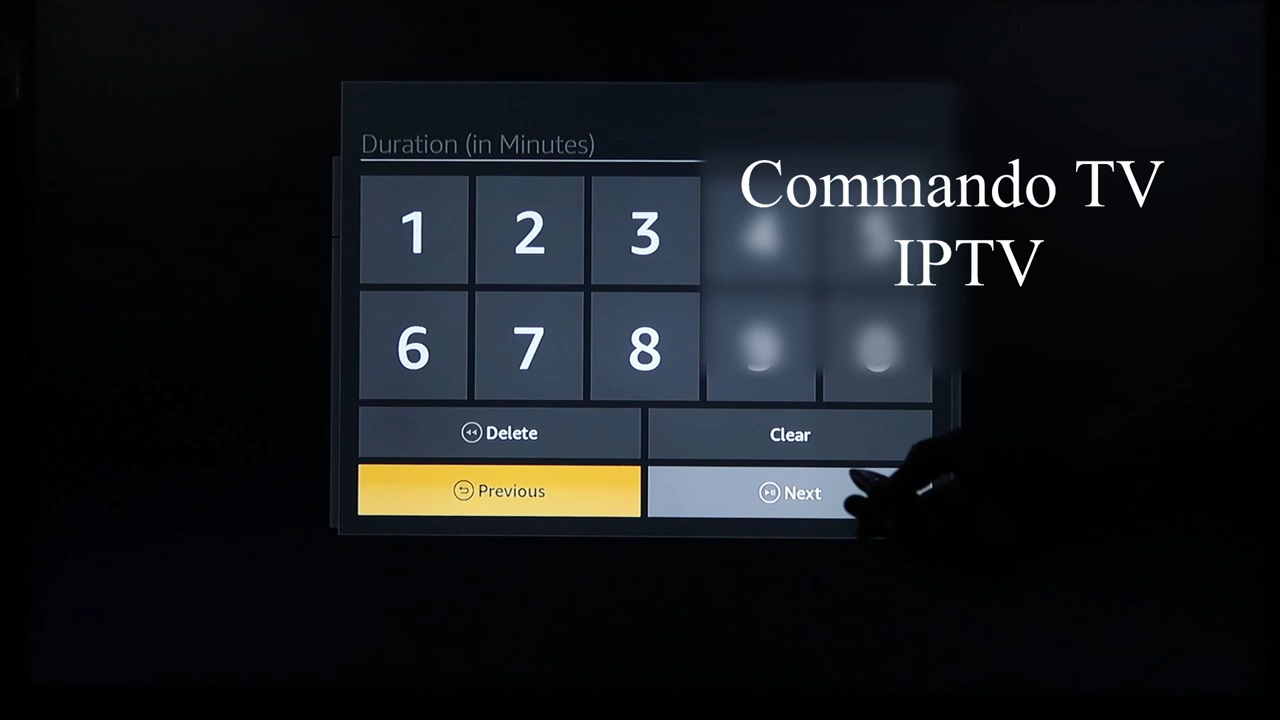 Duration (in Minutes)
Commando TV
IPTV
1 2 3
6 7 8
Delete Clear
Previous Next